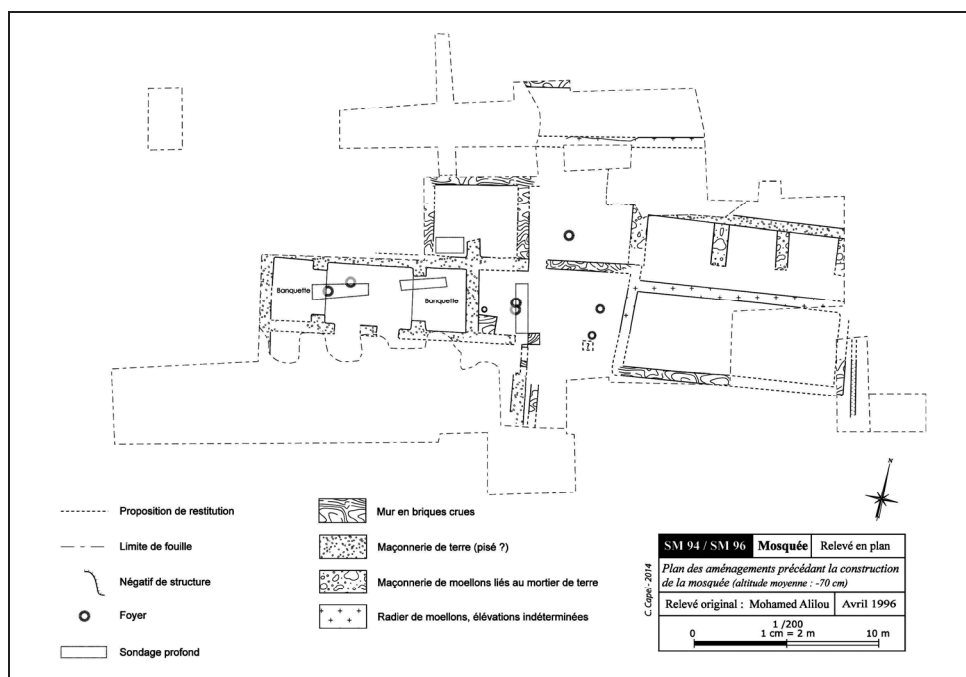 Banquette
Banquette
Proposition de restitution
Limite de fouille
Négatif de structure
Foyer
Sondage profond
Mur en briques crues
Maçonnerie de terre (pisé ?)
Maçonnerie de moellons liés au mortier de terre
Radier de moellons, élévations indéterminées
C. Capel - 2014
SM 94 / SM 96 Mosquée Relevé en plan
Plan des aménagements précédant la construction
de la mosquée (altitude moyenne : -70 cm)
Relevé original : Mohamed Alilou Avril 1996
1 /200
0 1 cm = 2 m 10 m